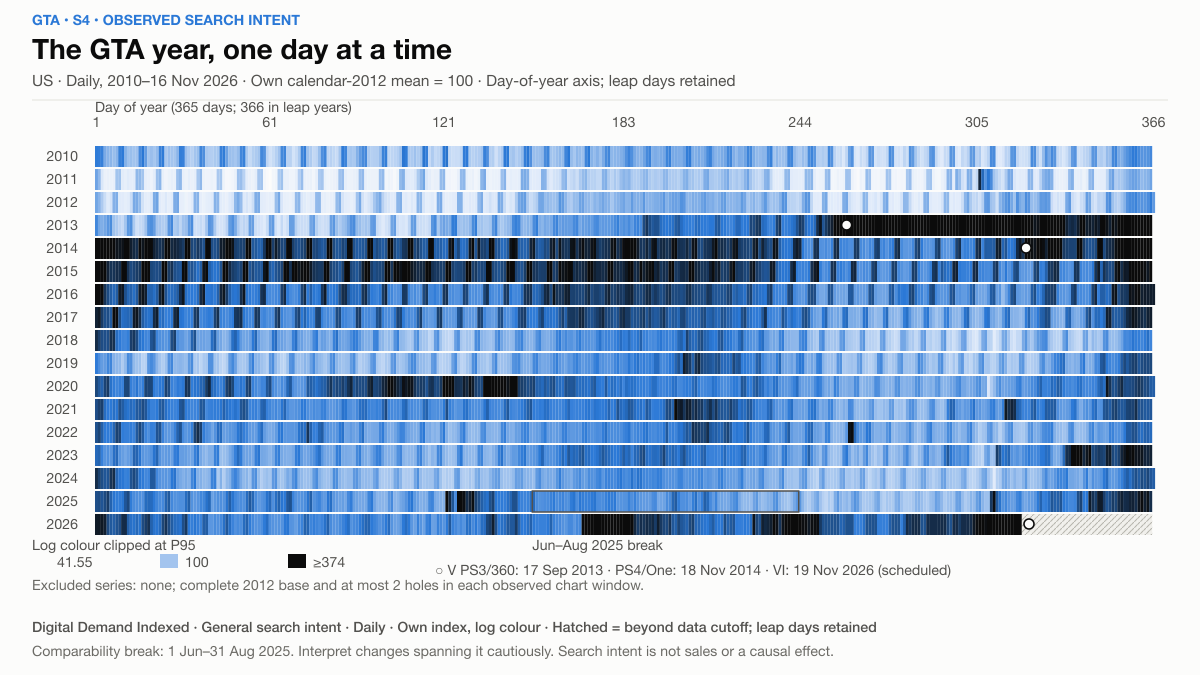 GTA · S4 · OBSERVED SEARCH INTENT
The GTA year, one day at a time
US · Daily, 2010–16 Nov 2026 · Own calendar-2012 mean = 100 · Day-of-year axis; leap days retained
Day of year (365 days; 366 in leap years)
1 61 121 183 244 305 366
2010
2011
2012
2013
2014
2015
2016
2017
2018
2019
2020
2021
2022
2023
2024
2025
2026
Log colour clipped at P95
Jun–Aug 2025 break
41.55 100 ≥374
○ V PS3/360: 17 Sep 2013 · PS4/One: 18 Nov 2014 · VI: 19 Nov 2026 (scheduled)
Excluded series: none; complete 2012 base and at most 2 holes in each observed chart window.
Digital Demand Indexed · General search intent · Daily · Own index, log colour · Hatched = beyond data cutoff; leap days retained
Comparability break: 1 Jun–31 Aug 2025. Interpret changes spanning it cautiously. Search intent is not sales or a causal effect.